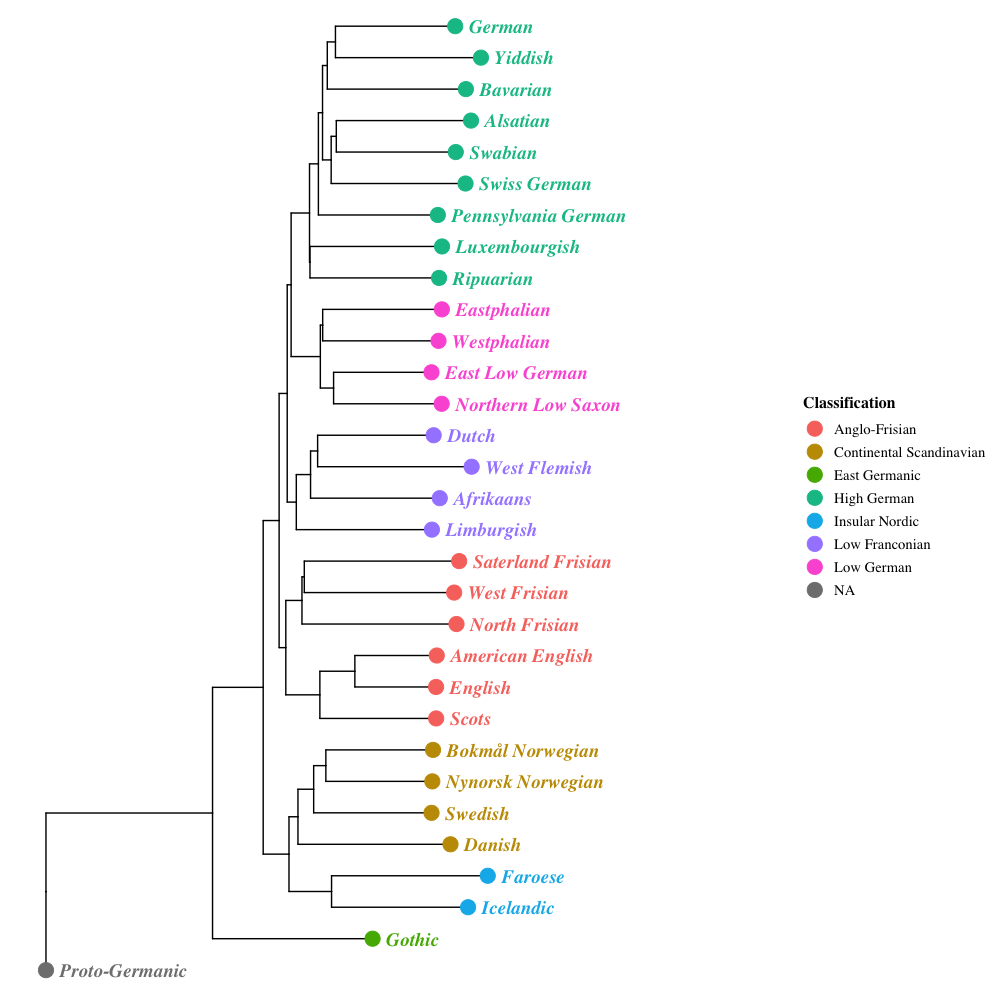 German
Yiddish
Bavarian
Alsatian
Swabian
Swiss German
Pennsylvania German
Luxembourgish
Ripuarian
Eastphalian
Westphalian
East Low German
Northern Low Saxon
Dutch
West Flemish
Afrikaans
Limburgish
Saterland Frisian
West Frisian
North Frisian
American English
English
Scots
Bokmål Norwegian
Nynorsk Norwegian
Swedish
Danish
Faroese
Icelandic
Gothic
Proto-Germanic
Classification
Anglo-Frisian
Continental Scandinavian
East Germanic
High German
Insular Nordic
Low Franconian
Low German
NA